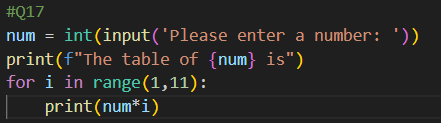 #Q17
num = int(input('Please enter a number: '))
print(f"The table of {num} is")
for i in range(1,11):
    print(num*i)